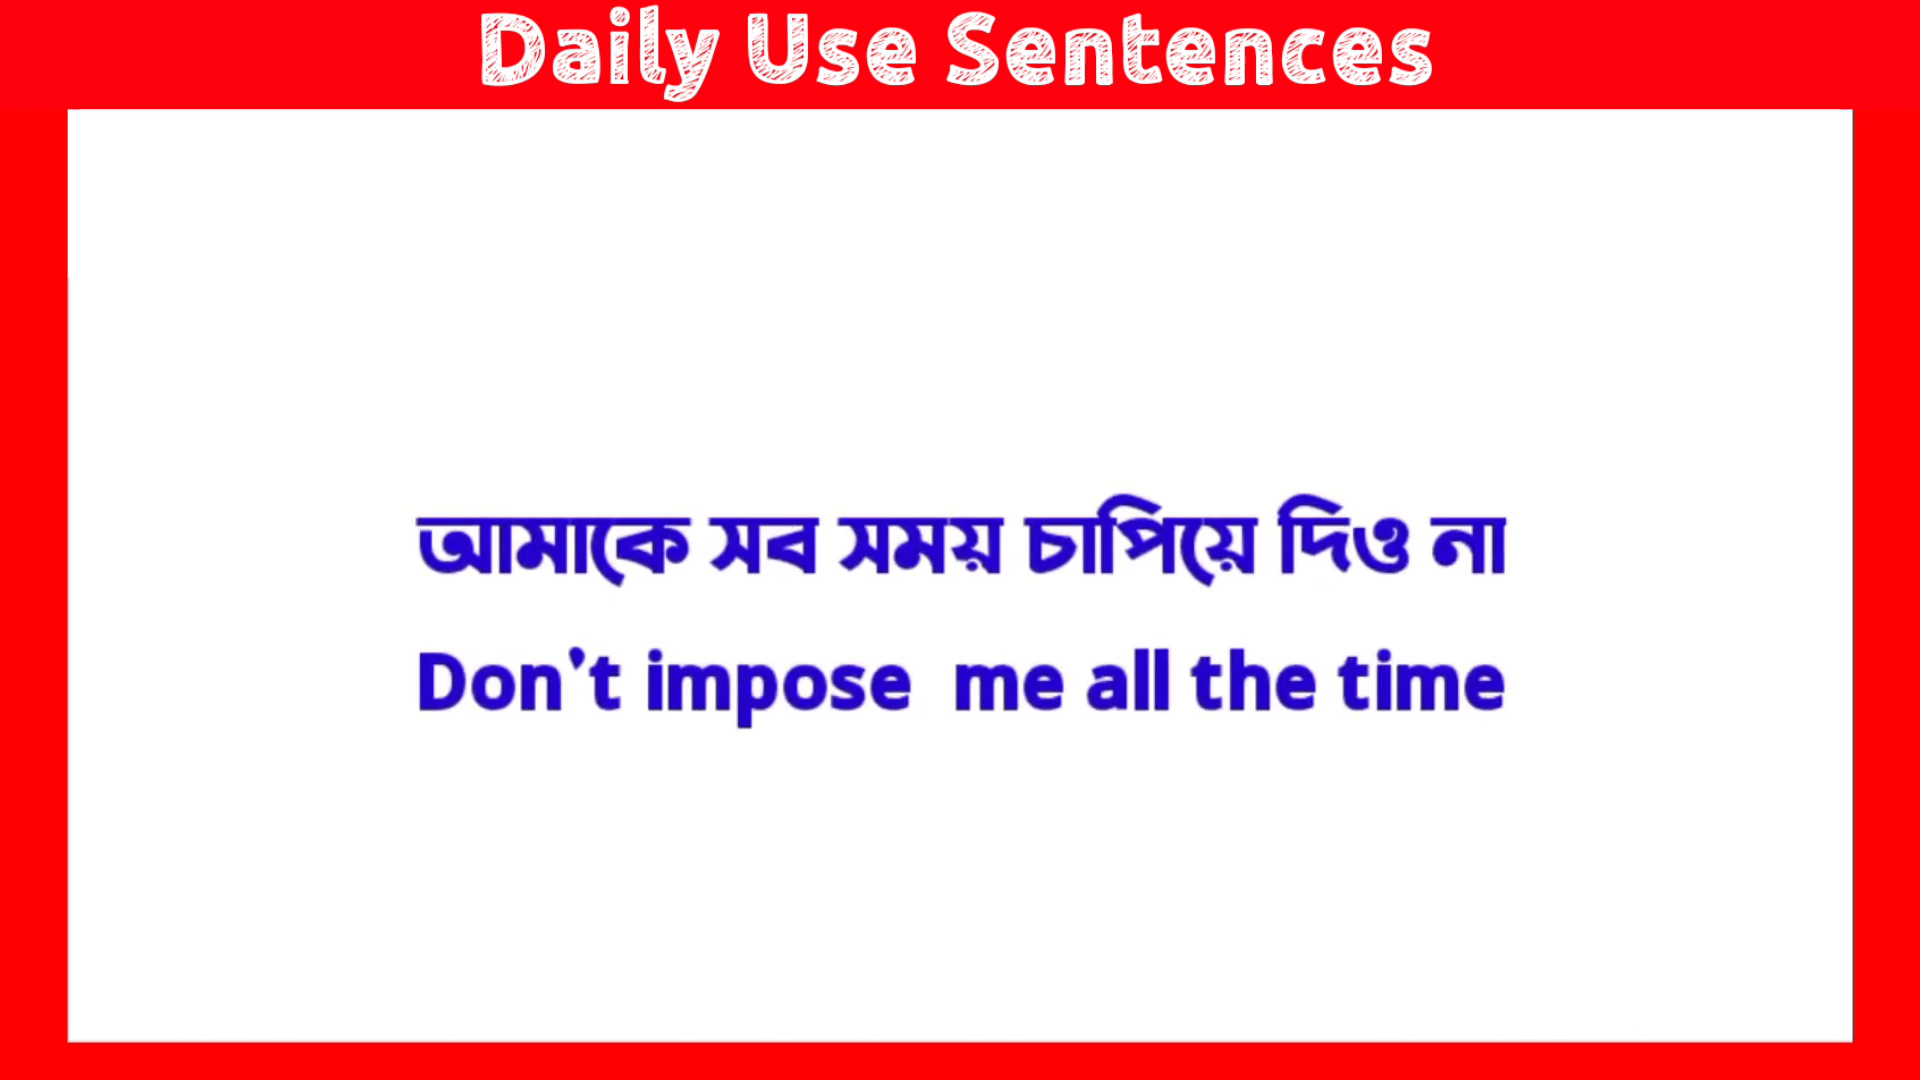 Daily Use Sentences
আমাকে সব সময় চাপিয়ে দিও না
Don't impose  me all the time